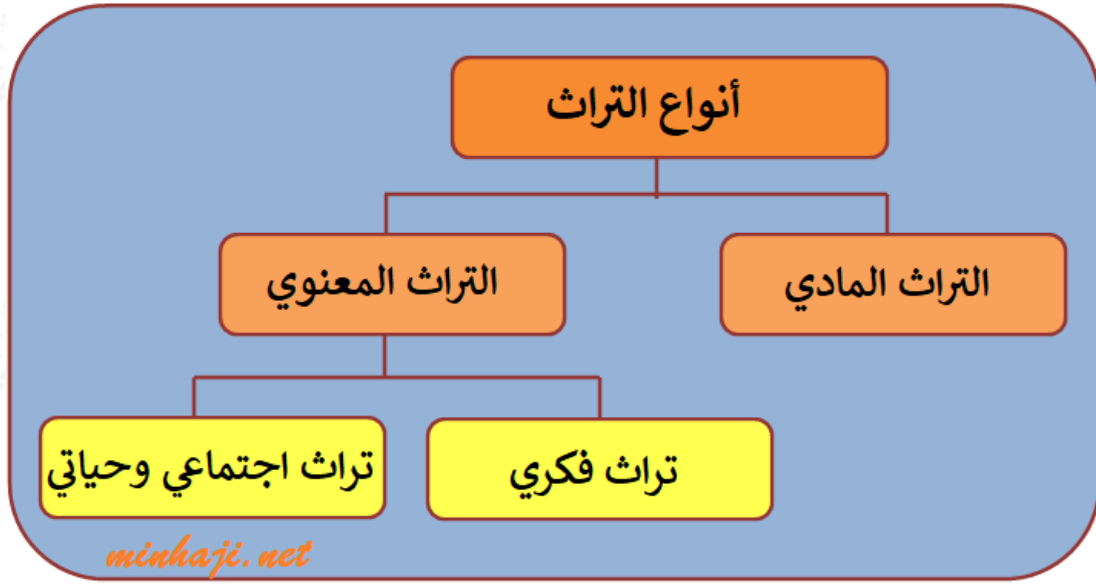 أنواع التراث
التراث المادي
التراث المعنوي
تراث فكري
تراث اجتماعي وحياتي
minhaji.net